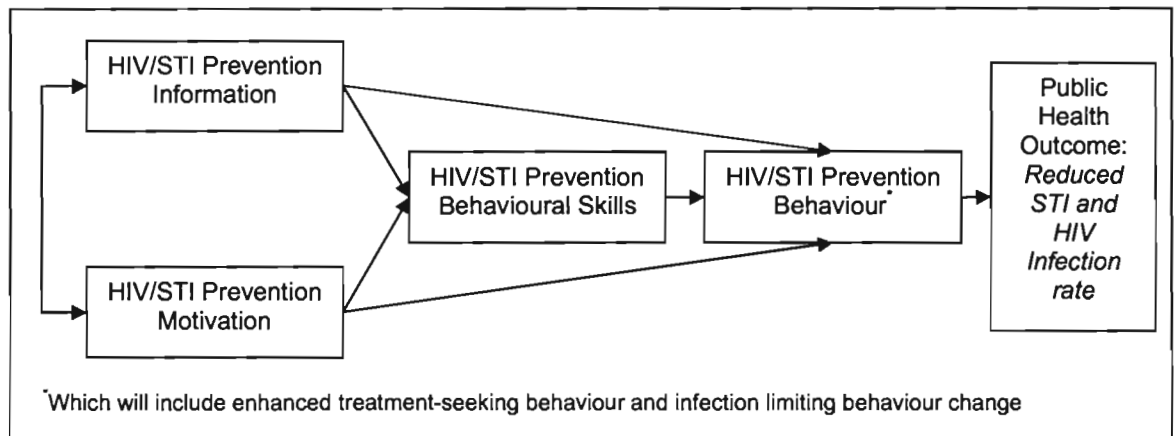 HIV/STI Prevention
Information
HIV/STI Prevention
Motivation
HIV/STI Prevention
Behavioural Skills
HIV/STI Prevention
Behaviour*
Public
Health
Outcome:
Reduced
STI and
HIV
Infection
rate
*Which will include enhanced treatment-seeking behaviour and infection limiting behaviour change